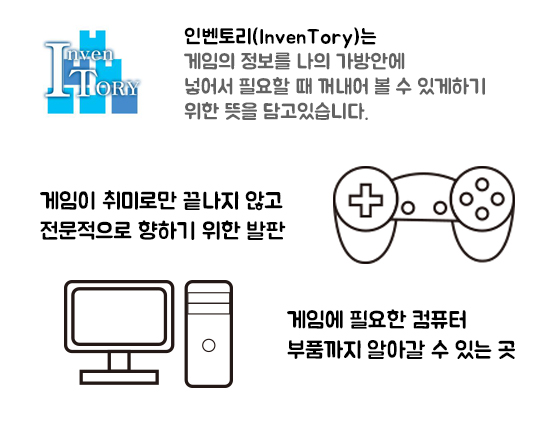 Inven
Tory
인벤토리(InvenTory)는
게임의 정보를 나의 가방안에
넣어서 필요할 때 꺼내어 볼 수 있게하기
위한 뜻을 담고있습니다.
게임이 취미로만 끝나지 않고
전문적으로 향하기 위한 발판
게임에 필요한 컴퓨터
부품까지 알아갈 수 있는 곳